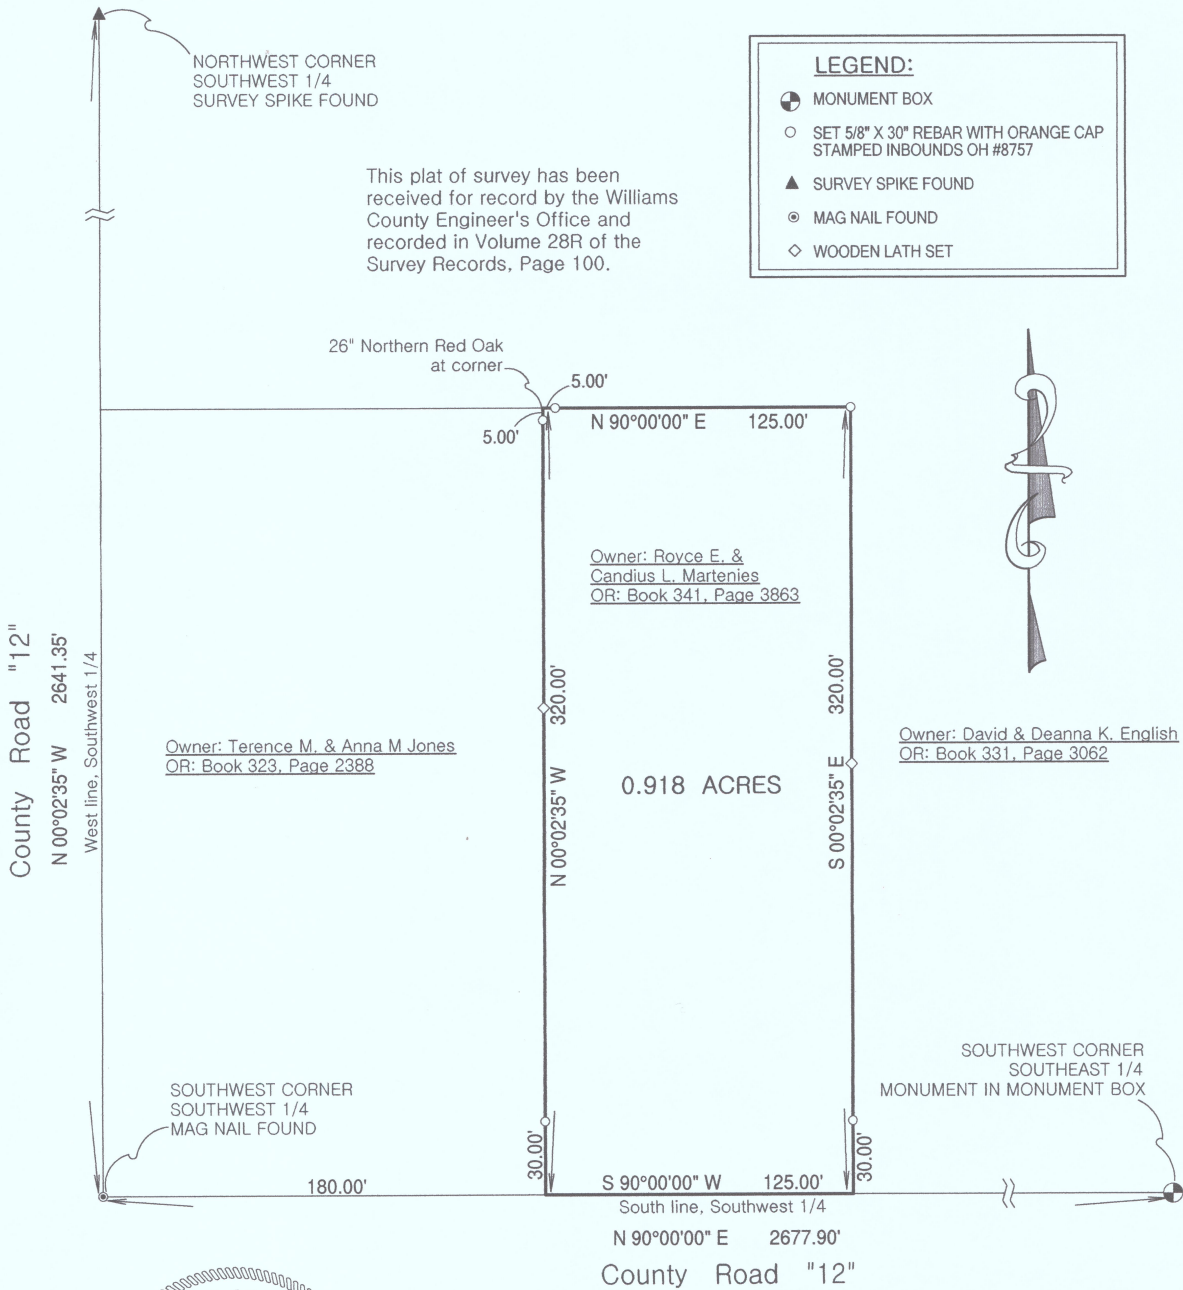 NORTHWEST CORNER
SOUTHWEST 1/4
SURVEY SPIKE FOUND
LEGEND:
MONUMENT BOX
SET 5/8" X 30" REBAR WITH ORANGE CAP
STAMPED INBOUNDS OH #8757
SURVEY SPIKE FOUND
MAG NAIL FOUND
WOODEN LATH SET
This plat of survey has been
received for record by the Williams
County Engineer's Office and
recorded in Volume 28R of the
Survey Records, Page 100.
26" Northern Red Oak
at corner
5.00'
5.00'
N 90°00'00" E 125.00'
Owner: Royce E. &
Candius L. Martenies
OR: Book 341, Page 3863
County Road "12"
N 00°02'35" W 2641.35'
West line, Southwest 1/4
Owner: Terence M. & Anna M Jones
OR: Book 323, Page 2388
N 00°02'35" W 320.00'
0.918 ACRES
S 00°02'35" E 320.00'
Owner: David & Deanna K. English
OR: Book 331, Page 3062
SOUTHWEST CORNER
SOUTHEAST 1/4
MONUMENT IN MONUMENT BOX
SOUTHWEST CORNER
SOUTHWEST 1/4
MAG NAIL FOUND
30.00'
30.00'
180.00'
S 90°00'00" W 125.00'
South line, Southwest 1/4
N 90°00'00" E 2677.90'
County Road "12"